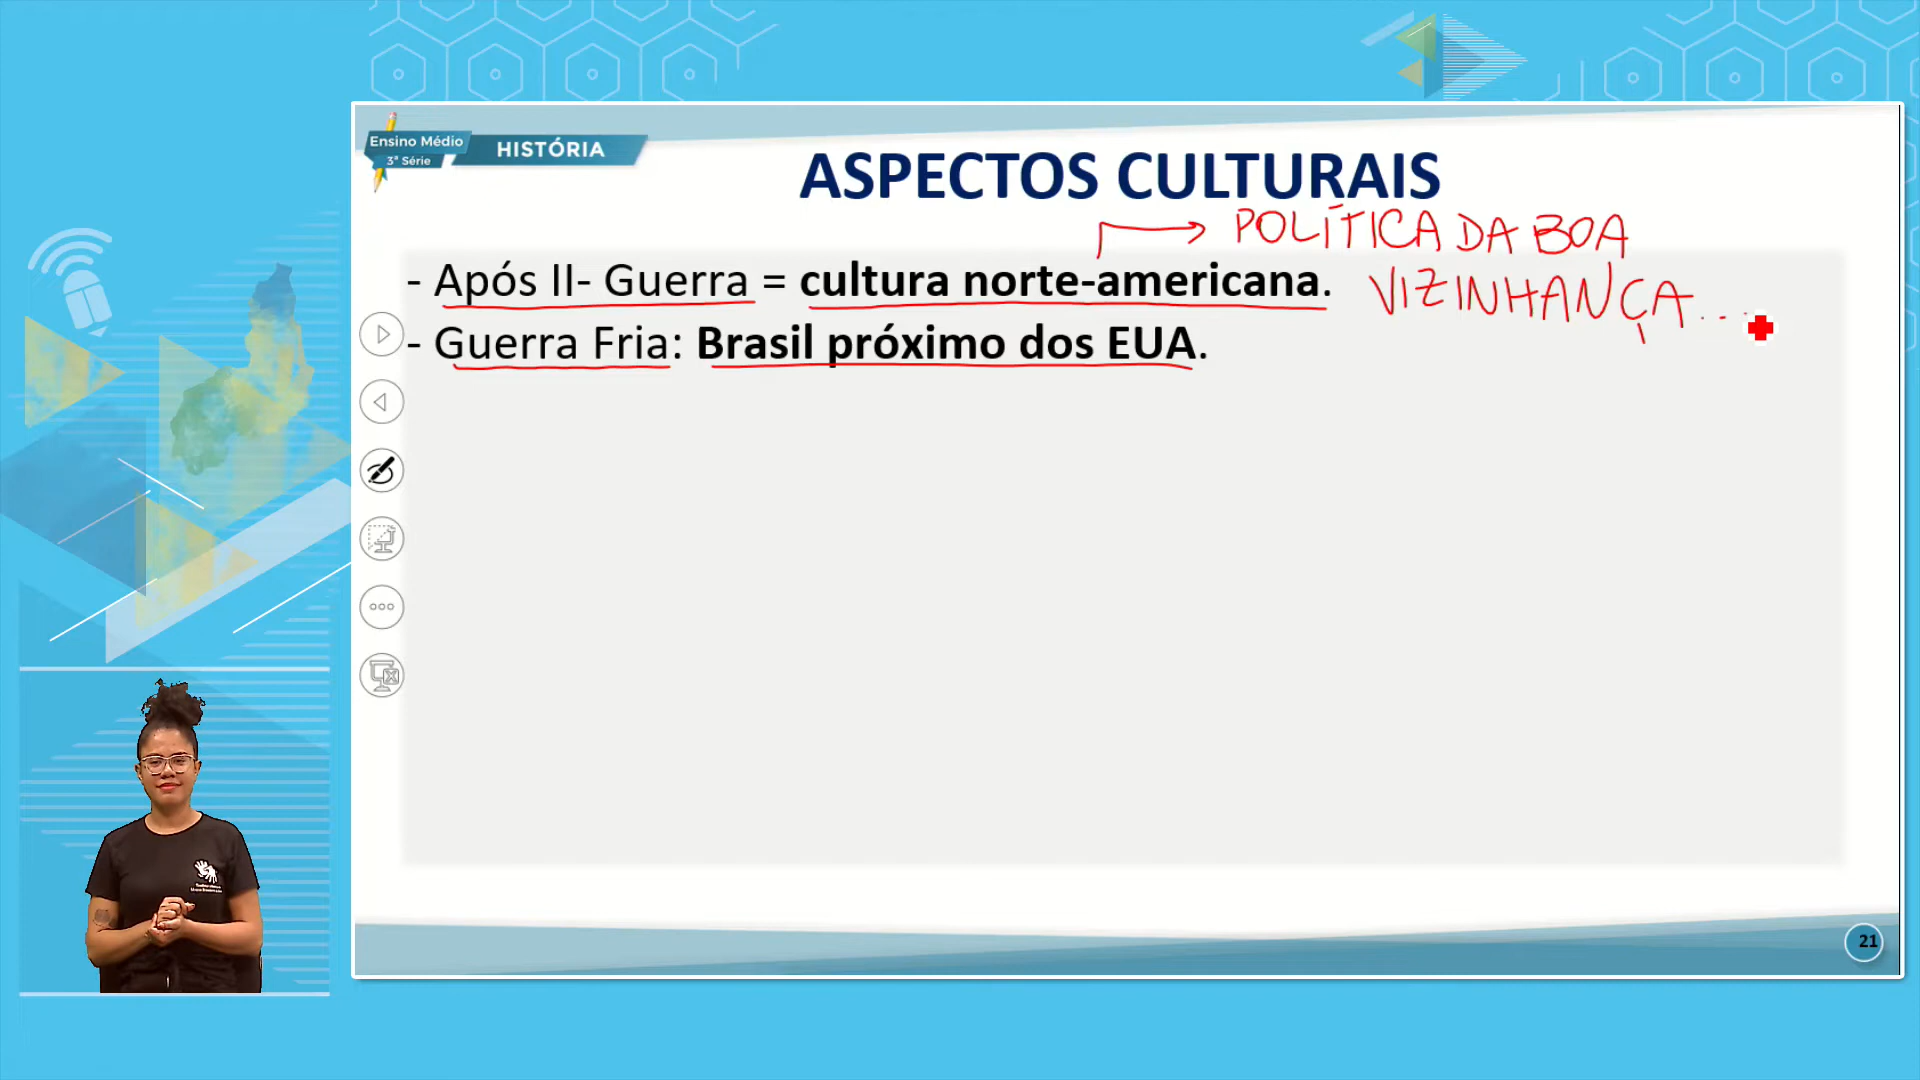 Ensino Médio
3ª Série
HISTÓRIA
ASPECTOS CULTURAIS
POLÍTICA DA BOA
VIZINHANÇA...
- Após II- Guerra = cultura norte-americana.
- Guerra Fria: Brasil próximo dos EUA.
21